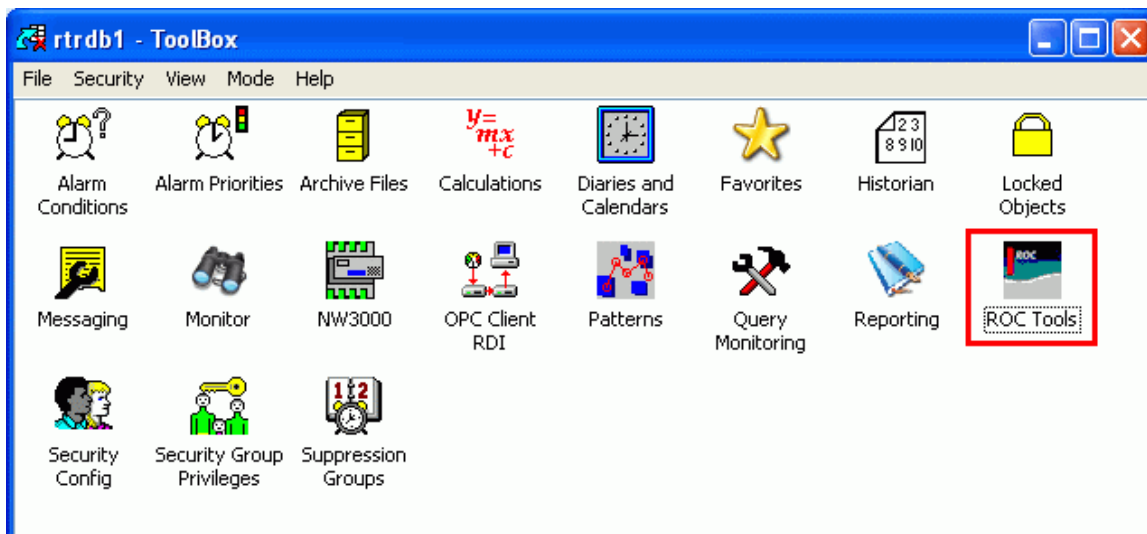 rtrdb1 - ToolBox
File Security View Mode Help
y=
mx
+c
1 2 3
8 9 10
Alarm Conditions
Alarm Priorities
Archive Files
Calculations
Diaries and Calendars
Favorites
Historian
Locked Objects
ROC
Messaging
Monitor
NW3000
OPC Client RDI
Patterns
Query Monitoring
Reporting
ROC Tools
1 2
Security Config
Security Group Privileges
Suppression Groups